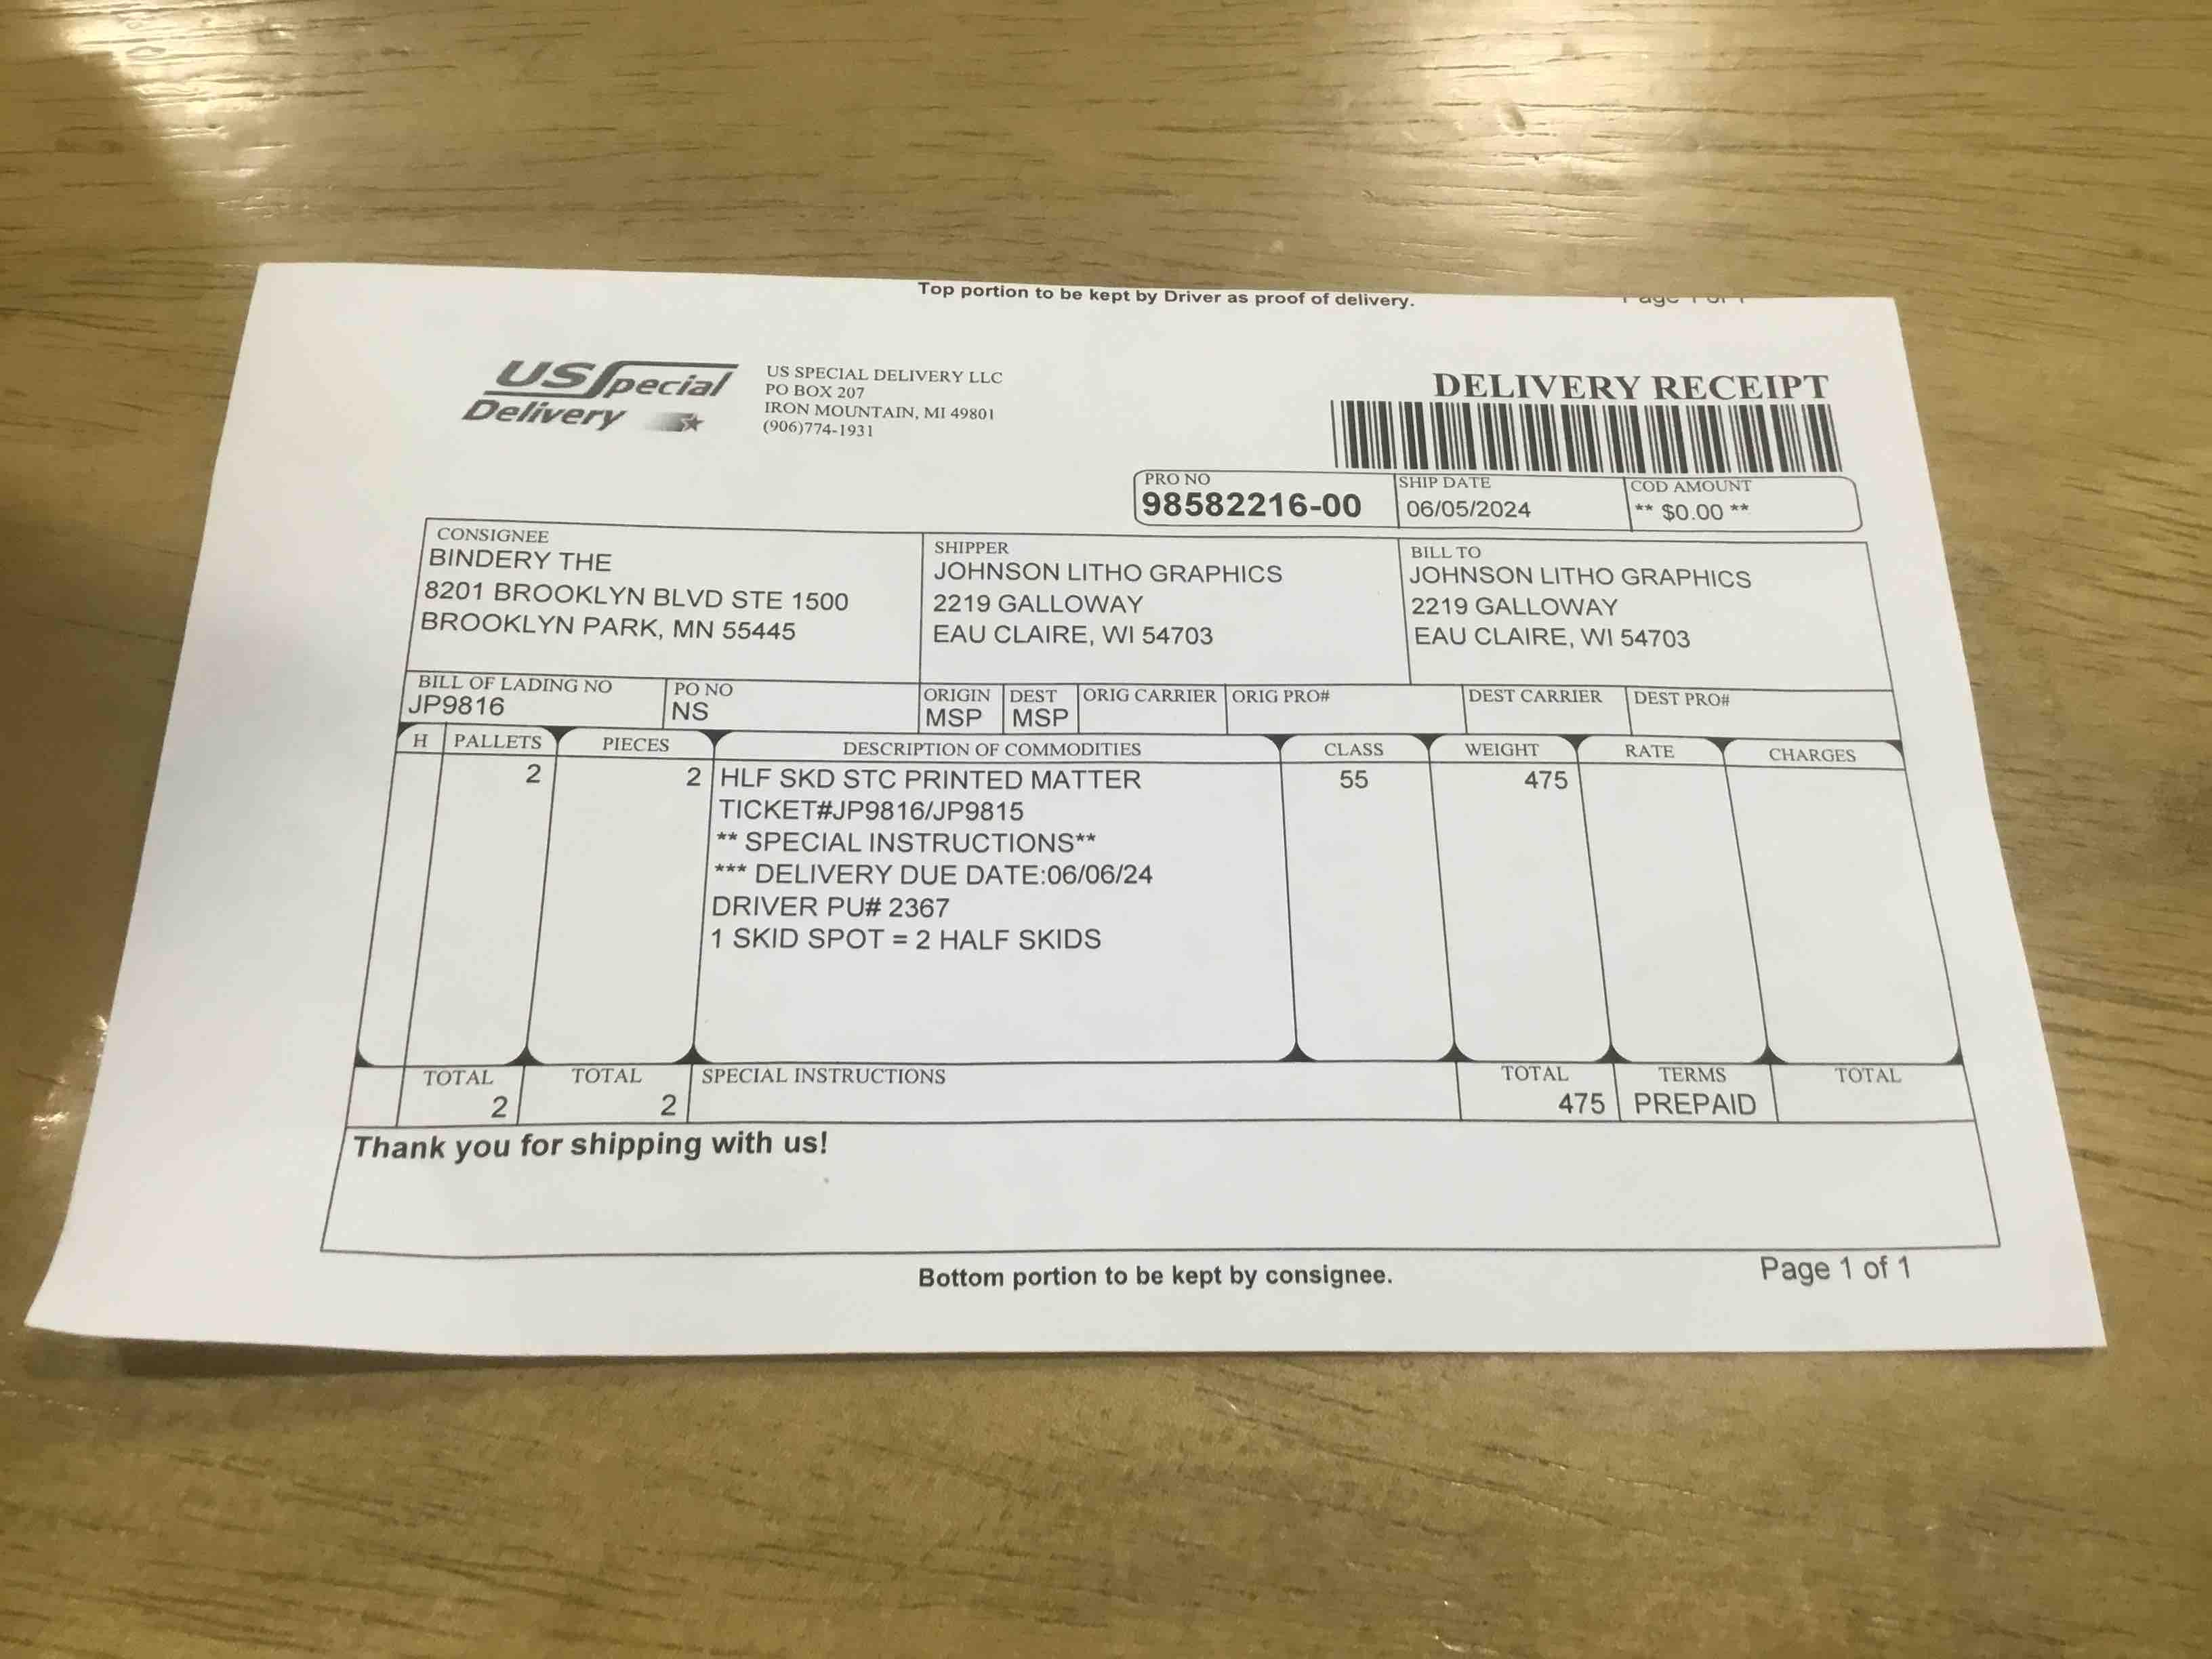 Top portion to be kept by Driver as proof of delivery.
Page 1 of 1
US Special
Delivery
US SPECIAL DELIVERY LLC
PO BOX 207
IRON MOUNTAIN, MI 49801
(906)774-1931
DELIVERY RECEIPT
PRO NO
98582216-00
SHIP DATE
06/05/2024
COD AMOUNT
** $0.00 **
CONSIGNEE
BINDERY THE
8201 BROOKLYN BLVD STE 1500
BROOKLYN PARK, MN 55445
SHIPPER
JOHNSON LITHO GRAPHICS
2219 GALLOWAY
EAU CLAIRE, WI 54703
BILL TO
JOHNSON LITHO GRAPHICS
2219 GALLOWAY
EAU CLAIRE, WI 54703
BILL OF LADING NO
JP9816
PO NO
NS
ORIGIN
MSP
DEST
MSP
ORIG CARRIER
ORIG PRO#
DEST CARRIER
DEST PRO#
H PALLETS PIECES DESCRIPTION OF COMMODITIES CLASS WEIGHT RATE CHARGES
2 2 HLF SKD STC PRINTED MATTER 55 475
TICKET#JP9816/JP9815
** SPECIAL INSTRUCTIONS**
*** DELIVERY DUE DATE:06/06/24
DRIVER PU# 2367
1 SKID SPOT = 2 HALF SKIDS
TOTAL
2
TOTAL
2
SPECIAL INSTRUCTIONS
TOTAL
475
TERMS
PREPAID
TOTAL
Thank you for shipping with us!
Bottom portion to be kept by consignee.
Page 1 of 1